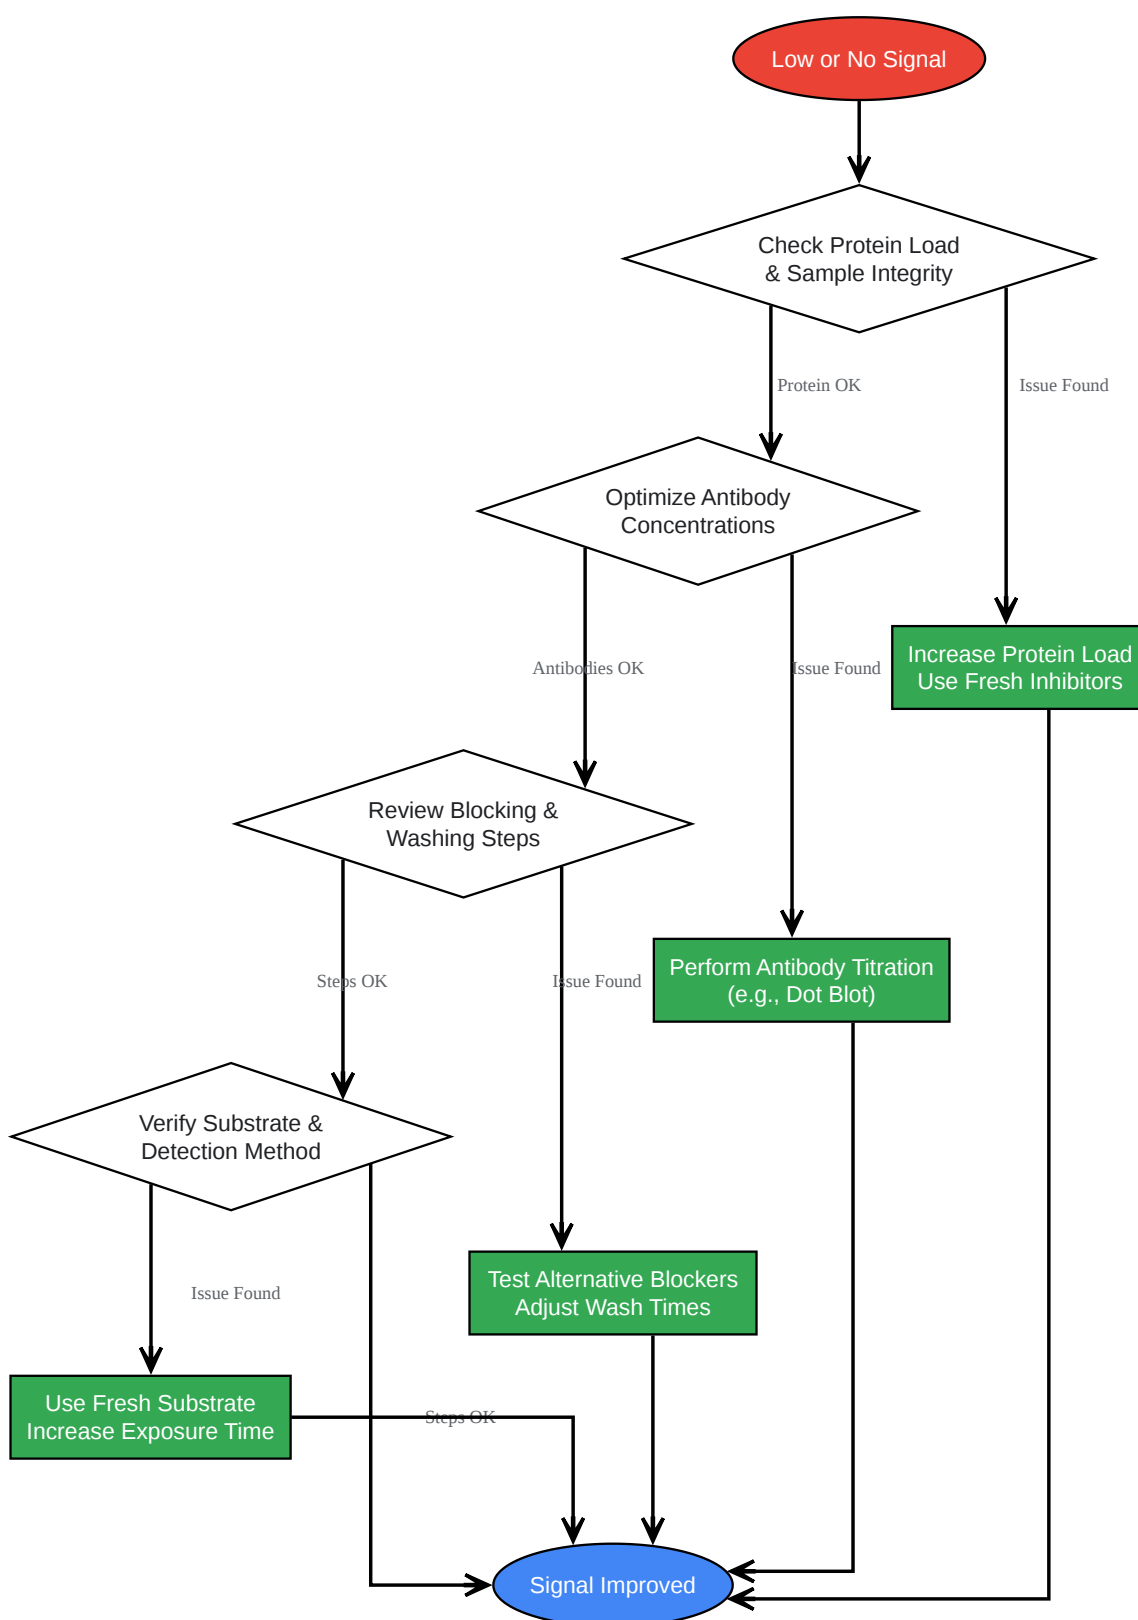 Low or No Signal
Check Protein Load
& Sample Integrity
Protein OK
Issue Found
Optimize Antibody
Concentrations
Antibodies OK
Issue Found
Increase Protein Load
Use Fresh Inhibitors
Review Blocking &
Washing Steps
Steps OK
Issue Found
Perform Antibody Titration
(e.g., Dot Blot)
Verify Substrate &
Detection Method
Issue Found
Test Alternative Blockers
Adjust Wash Times
Use Fresh Substrate
Increase Exposure Time
Steps OK
Signal Improved